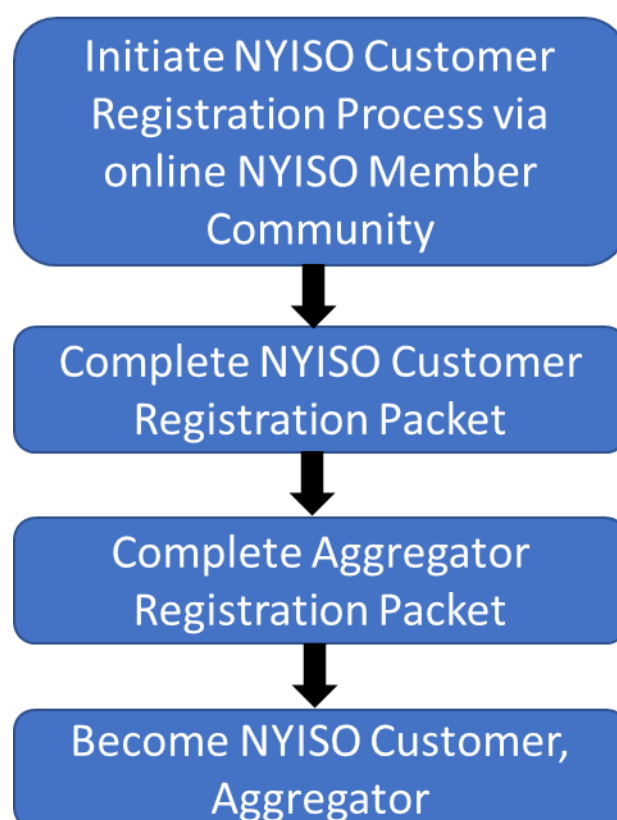 Initiate NYISO Customer
Registration Process via
online NYISO Member
Community
Complete NYISO Customer
Registration Packet
Complete Aggregator
Registration Packet
Become NYISO Customer,
Aggregator